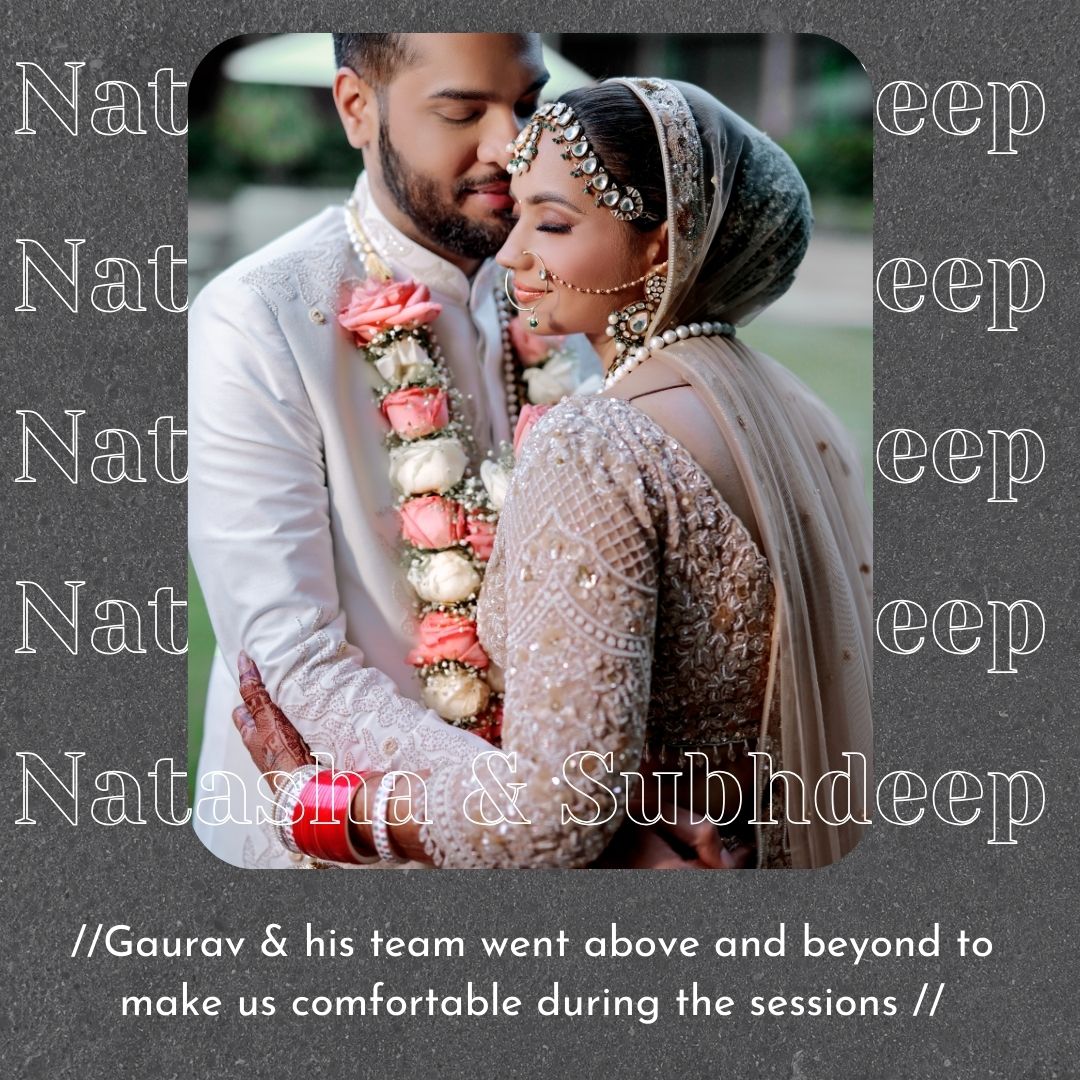 Nat eep
Nat eep
Nat eep
Nat eep
Natasha & Subhdeep
//Gaurav & his team went above and beyond to
make us comfortable during the sessions //